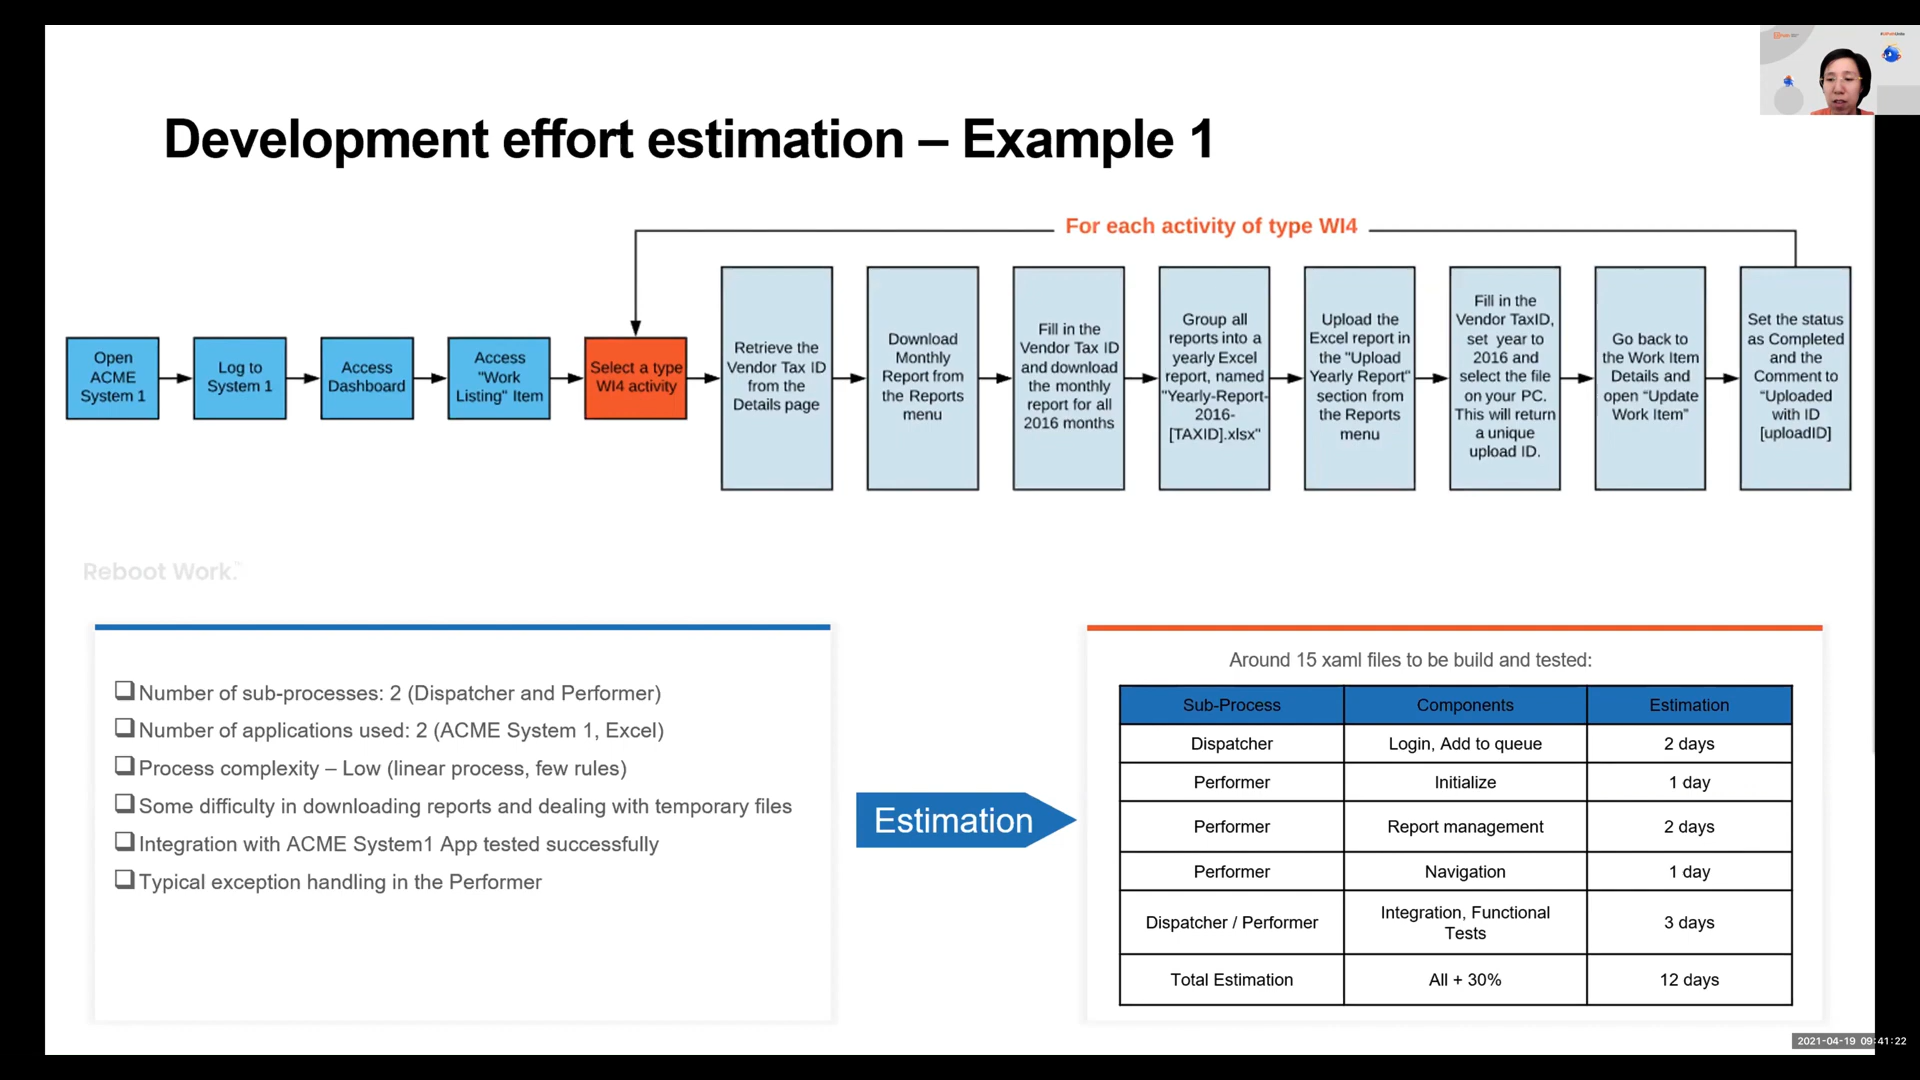 Development effort estimation – Example 1
For each activity of type WI4
Open
ACME
System 1
Log to
System 1
Access
Dashboard
Access
"Work
Listing" Item
Select a type
WI4 activity
Retrieve the
Vendor Tax ID
from the
Details page
Download
Monthly
Report from
the Reports
menu
Fill in the
Vendor Tax ID
and download
the monthly
report for all
2016 months
Group all
reports into a
yearly Excel
report, named
"Yearly-Report-
2016-
[TAXID].xlsx"
Upload the
Excel report in
the "Upload
Yearly Report"
section from
the Reports
menu
Fill in the
Vendor TaxID,
set year to
2016 and
select the file
on your PC.
This will return
a unique
upload ID.
Go back to
the Work Item
Details and
open “Update
Work Item”
Set the status
as Completed
and the
Comment to
“Uploaded
with ID
[uploadID]
Reboot Work.™
Number of sub-processes: 2 (Dispatcher and Performer)
Number of applications used: 2 (ACME System 1, Excel)
Process complexity – Low (linear process, few rules)
Some difficulty in downloading reports and dealing with temporary files
Integration with ACME System1 App tested successfully
Typical exception handling in the Performer
Estimation
Around 15 xaml files to be build and tested:
Sub-Process Components Estimation
Dispatcher Login, Add to queue 2 days
Performer Initialize 1 day
Performer Report management 2 days
Performer Navigation 1 day
Dispatcher / Performer Integration, Functional Tests 3 days
Total Estimation All + 30% 12 days
2021-04-19 09:41:22